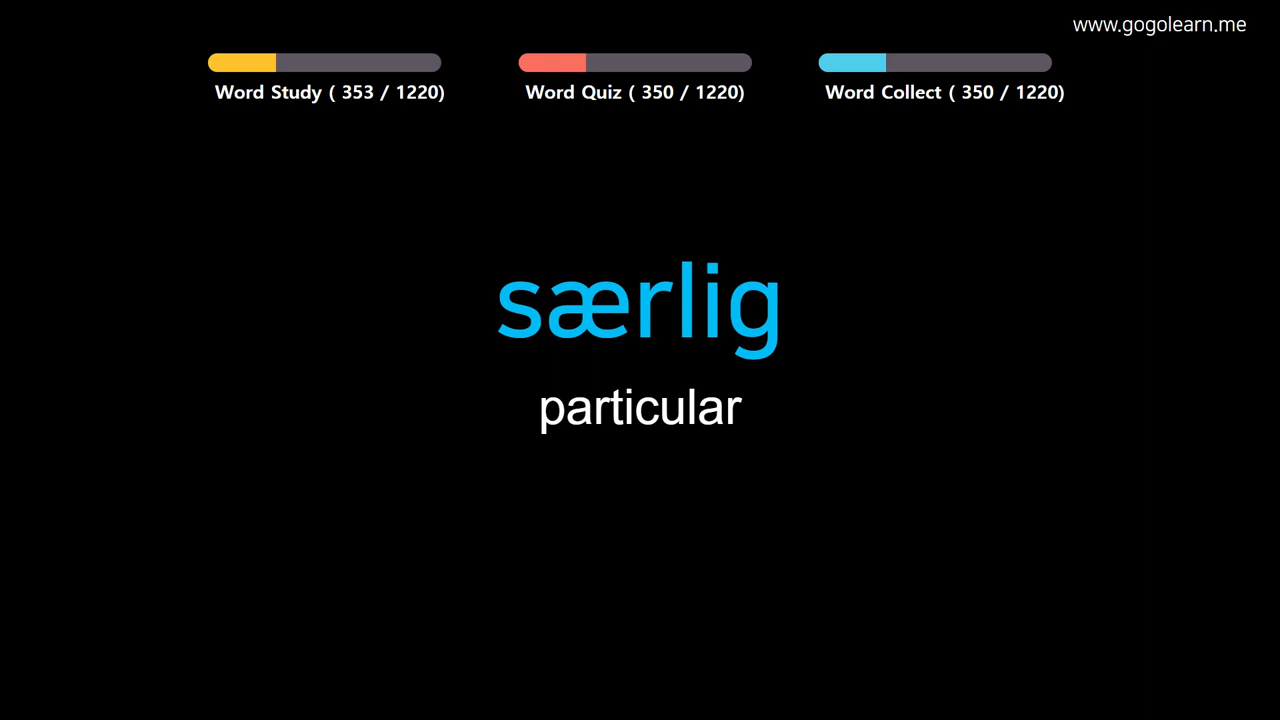 www.gogolearn.me
Word Study ( 353 / 1220)
Word Quiz ( 350 / 1220)
Word Collect ( 350 / 1220)
særlig
particular